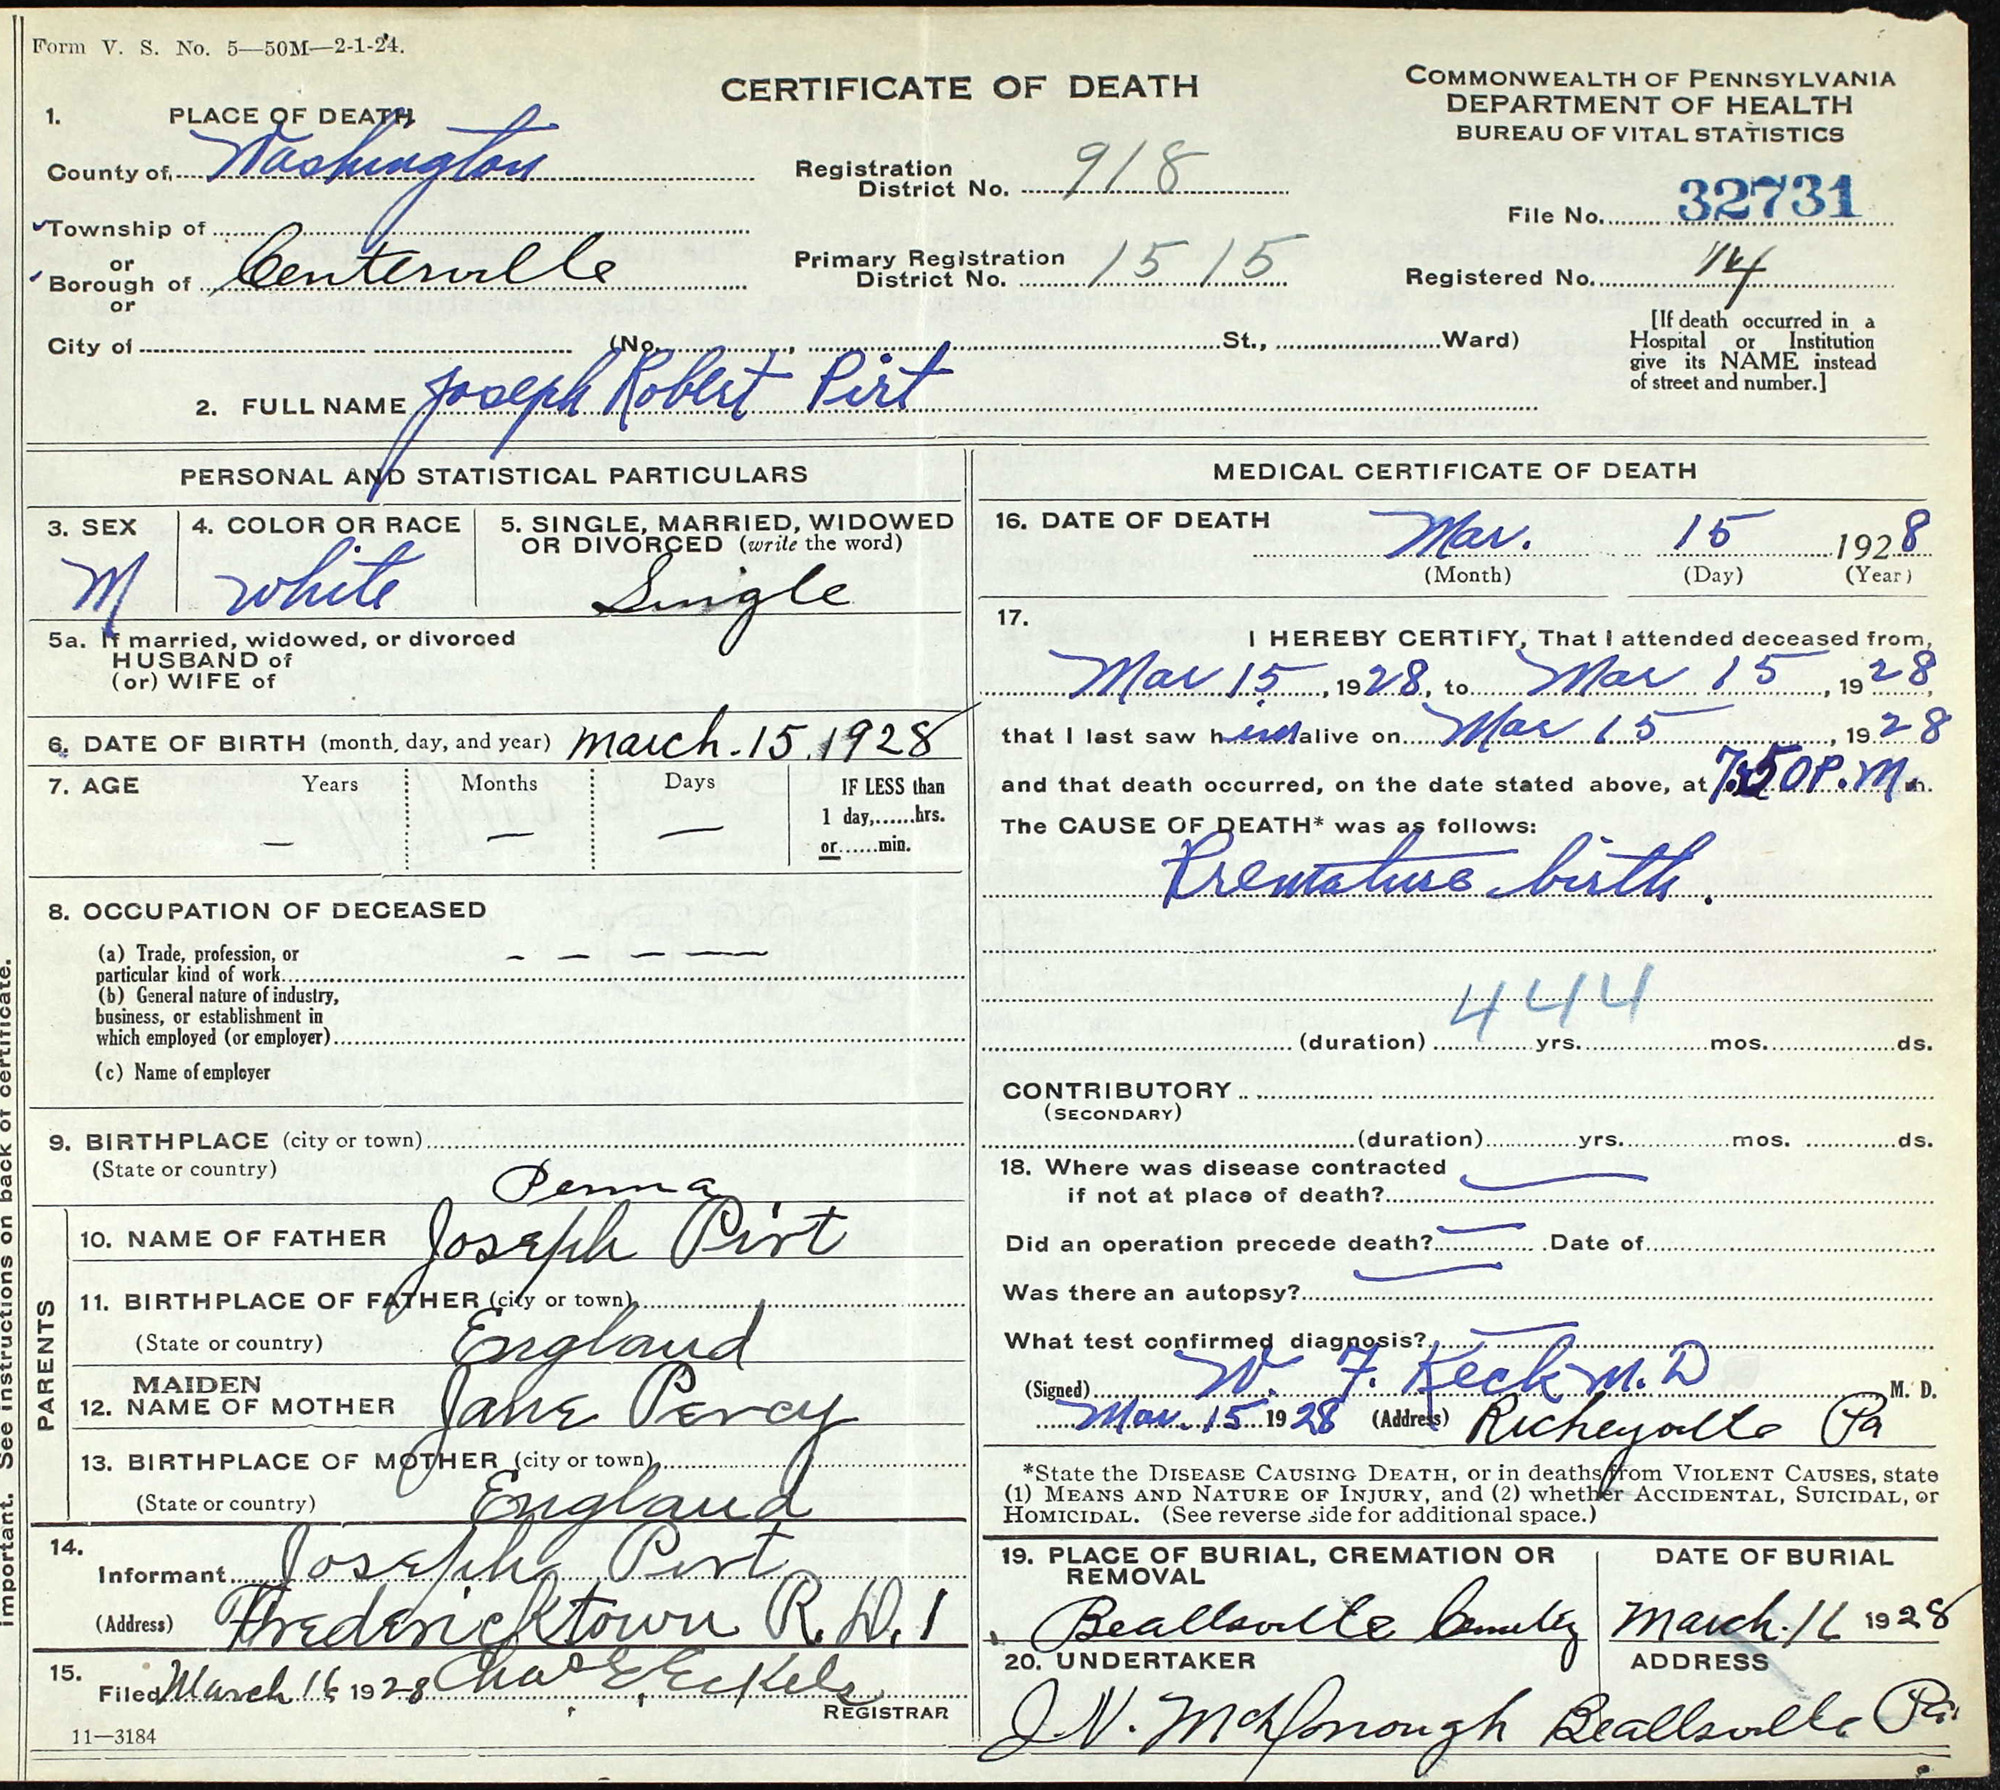 Form V. S. No. 5—50M—2-1-24.
CERTIFICATE OF DEATH
COMMONWEALTH OF PENNSYLVANIA
DEPARTMENT OF HEALTH
BUREAU OF VITAL STATISTICS
1. PLACE OF DEATH
County of Washington
Registration District No. 918
File No. 32731
Township of
or
Borough of Centerville
or
Primary Registration District No. 1515
Registered No. 14
City of (No. , St., Ward)
[If death occurred in a Hospital or Institution give its NAME instead of street and number.]
2. FULL NAME Joseph Robert Pirt
PERSONAL AND STATISTICAL PARTICULARS
3. SEX M
4. COLOR OR RACE white
5. SINGLE, MARRIED, WIDOWED OR DIVORCED (write the word) Single
5a. If married, widowed, or divorced
HUSBAND of
(or) WIFE of
6. DATE OF BIRTH (month, day, and year) March. 15, 1928
7. AGE Years — Months — Days — IF LESS than 1 day,......hrs. or......min.
8. OCCUPATION OF DECEASED
(a) Trade, profession, or particular kind of work — — — —
(b) General nature of industry, business, or establishment in which employed (or employer)
(c) Name of employer
9. BIRTHPLACE (city or town)
(State or country) Penna
PARENTS
10. NAME OF FATHER Joseph Pirt
11. BIRTHPLACE OF FATHER (city or town)
(State or country) England
12. MAIDEN NAME OF MOTHER Jane Percy
13. BIRTHPLACE OF MOTHER (city or town)
(State or country) England
14. Informant Joseph Pirt
(Address) Fredericktown R. D. 1
15. Filed March 16 1928 Chas E Eckels
REGISTRAR
11—3184
MEDICAL CERTIFICATE OF DEATH
16. DATE OF DEATH Mar. 15 1928
(Month) (Day) (Year)
17. I HEREBY CERTIFY, That I attended deceased from
Mar 15, 1928, to Mar 15, 1928,
that I last saw him alive on Mar 15, 1928
and that death occurred, on the date stated above, at 7:50 P.M. m.
The CAUSE OF DEATH* was as follows:
Premature birth.
444
(duration) yrs. mos. ds.
CONTRIBUTORY
(SECONDARY)
(duration) yrs. mos. ds.
18. Where was disease contracted
if not at place of death? —
Did an operation precede death? — Date of
Was there an autopsy? —
What test confirmed diagnosis? —
(Signed) W. F. Keck M.D M. D.
Mar. 15 1928 (Address) Richeyville Pa
*State the DISEASE CAUSING DEATH, or in deaths from VIOLENT CAUSES, state
(1) MEANS AND NATURE OF INJURY, and (2) whether ACCIDENTAL, SUICIDAL, or
HOMICIDAL. (See reverse side for additional space.)
19. PLACE OF BURIAL, CREMATION OR REMOVAL
Beallsville Cemetery
DATE OF BURIAL
March. 16 1928
20. UNDERTAKER
J. N. McDonough
ADDRESS
Beallsville Pa.
important. See instructions on back of certificate.